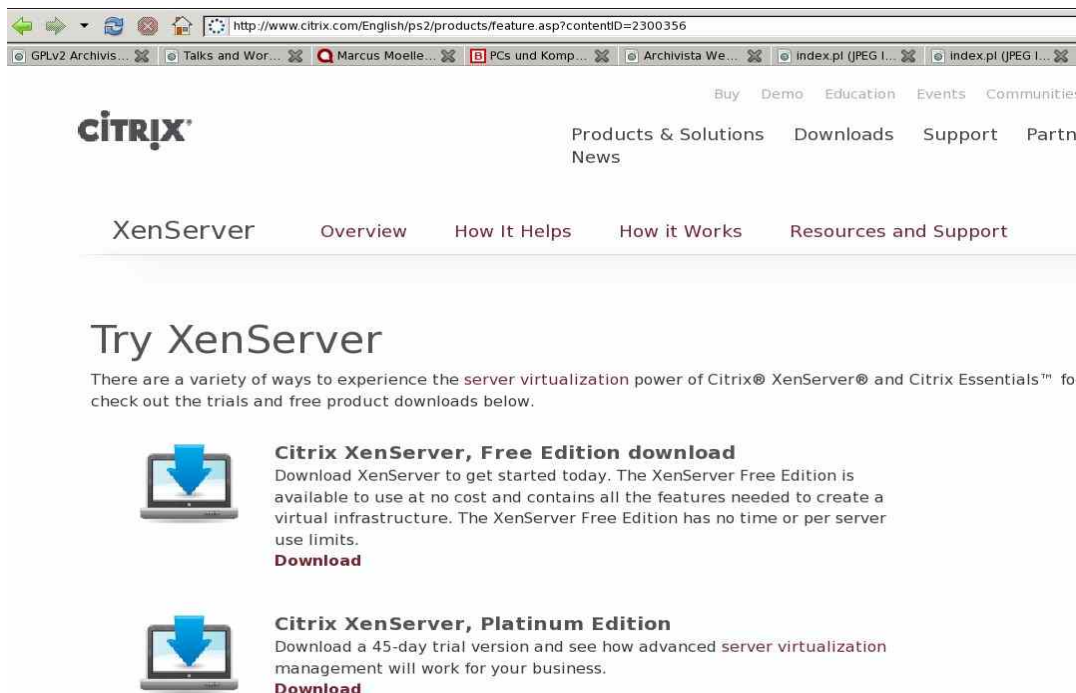 http://www.citrix.com/English/ps2/products/feature.asp?contentID=2300356
GPLv2 Archivis... Talks and Wor... Marcus Moelle... PCs und Komp... Archivista We... index.pl (JPEG I... index.pl (JPEG I...
Buy Demo Education Events Communities
CITRIX®
Products & Solutions Downloads Support Partn
News
XenServer Overview How It Helps How it Works Resources and Support
Try XenServer
There are a variety of ways to experience the server virtualization power of Citrix® XenServer® and Citrix Essentials™ fo
check out the trials and free product downloads below.
Citrix XenServer, Free Edition download
Download XenServer to get started today. The XenServer Free Edition is
available to use at no cost and contains all the features needed to create a
virtual infrastructure. The XenServer Free Edition has no time or per server
use limits.
Download
Citrix XenServer, Platinum Edition
Download a 45-day trial version and see how advanced server virtualization
management will work for your business.
Download